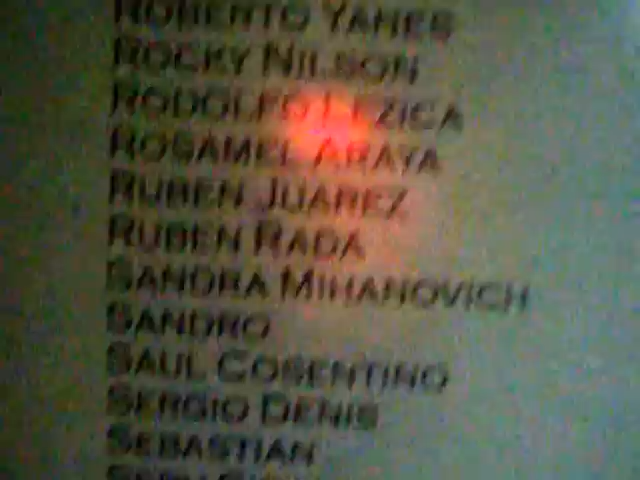 ROBERTO YANES
ROCKY NILSON
RODOLFO LEZICA
ROSAMEL ARAYA
RUBEN JUAREZ
RUBEN RADA
SANDRA MIHANOVICH
SANDRO
SAUL COSENTINO
SERGIO DENIS
SEBASTIAN